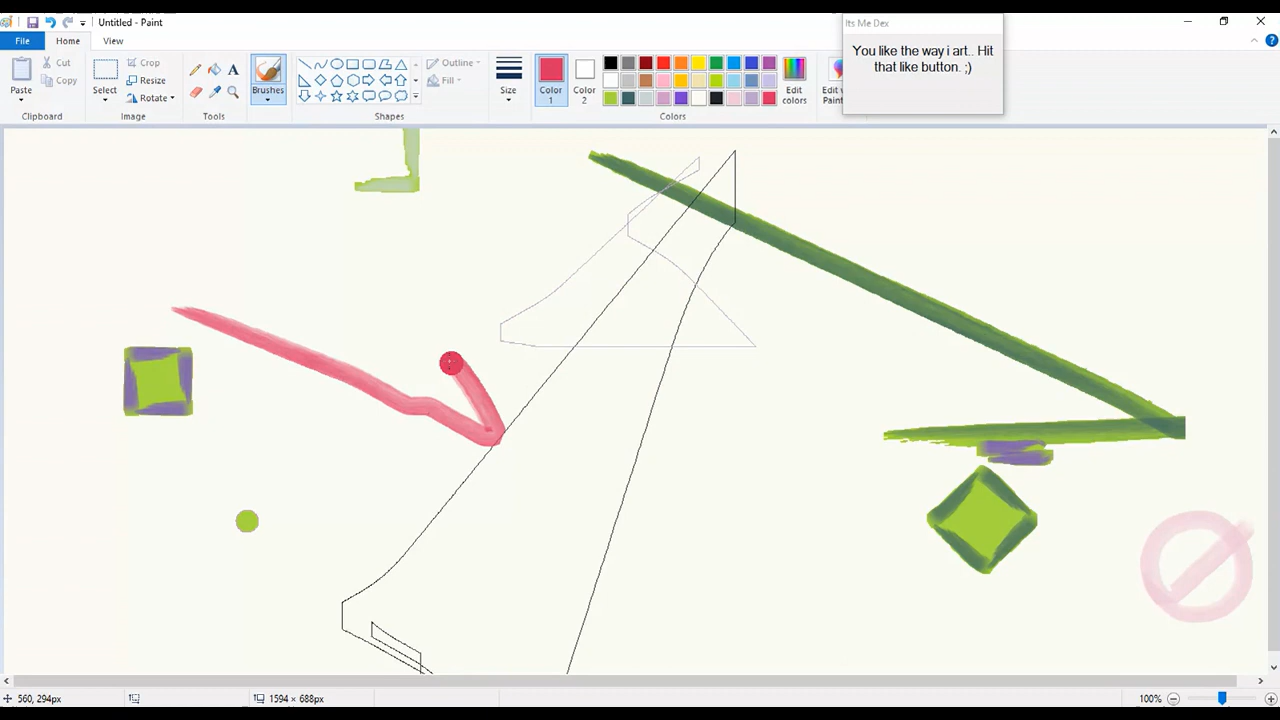 Untitled - Paint
File
Home
View
Paste
Cut
Copy
Clipboard
Select
Crop
Resize
Rotate
Image
A
Tools
Brushes
Outline
Fill
Shapes
Size
Color
1
Color
2
Edit
colors
Colors
Edit w
Paint
Its Me Dex
You like the way i art.. Hit
that like button. ;)
560, 294px
1594 × 688px
100%